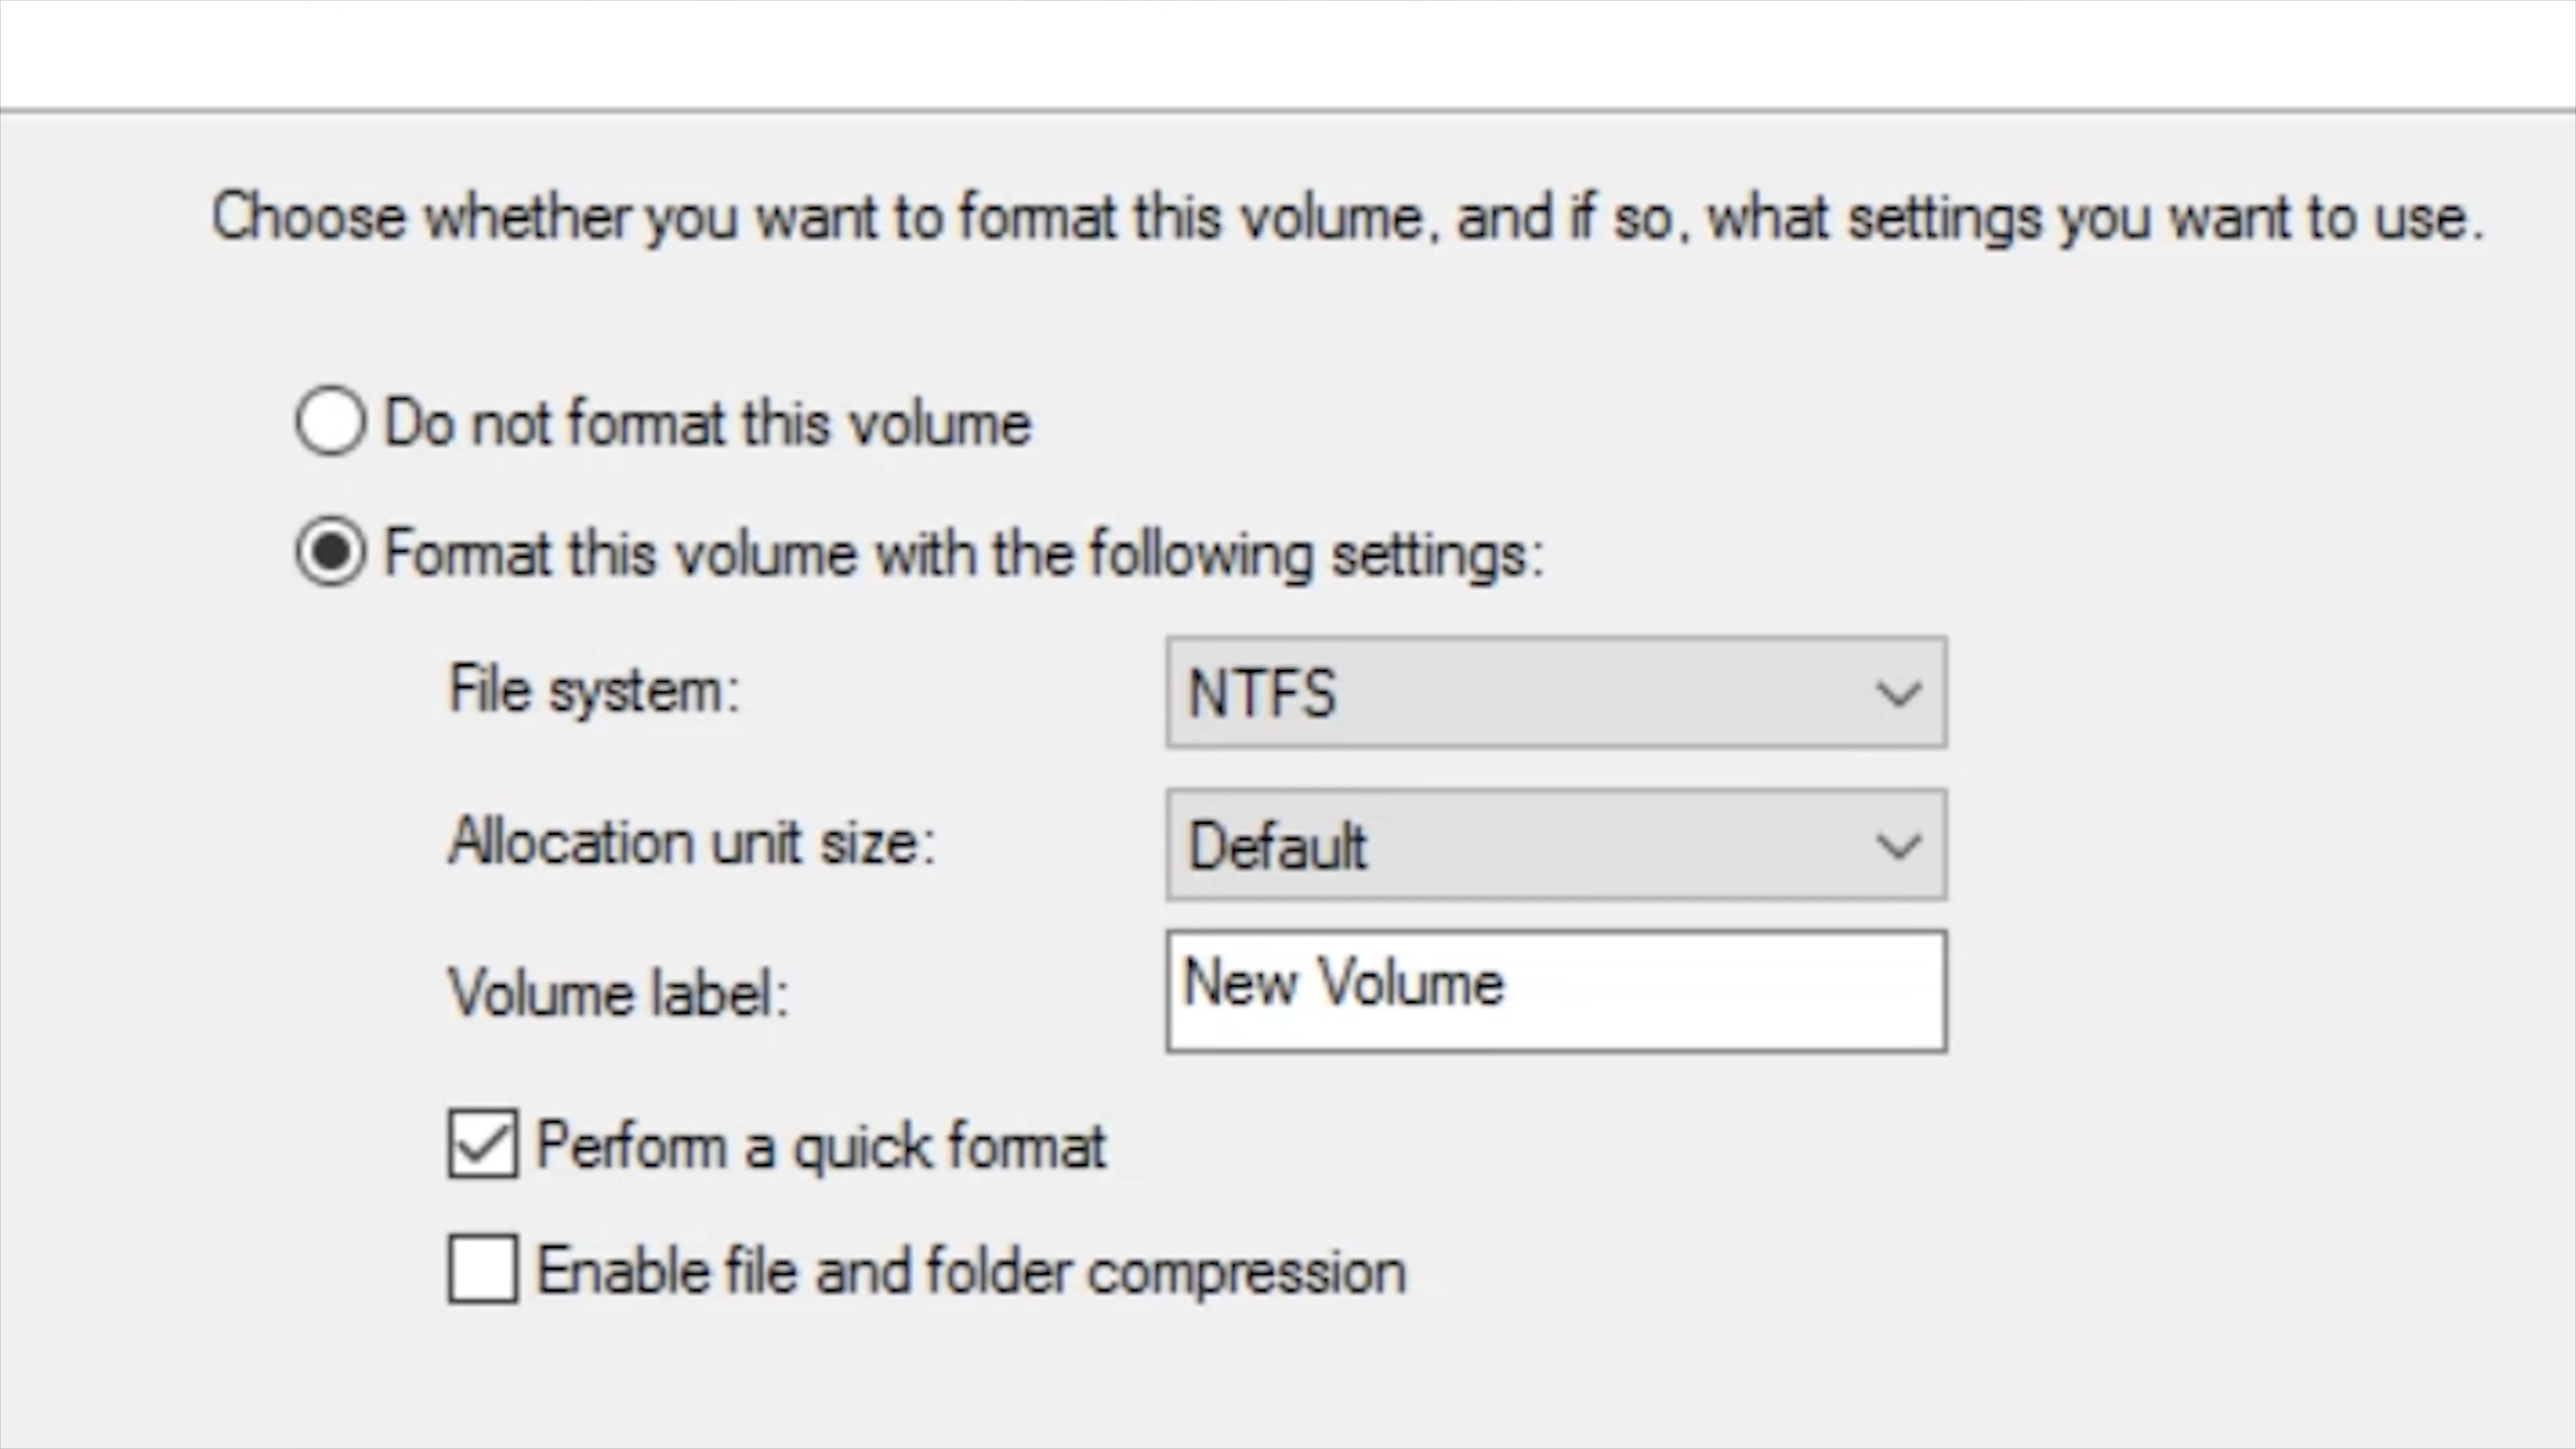 Choose whether you want to format this volume, and if so, what settings you want to use.
Do not format this volume
Format this volume with the following settings:
File system: NTFS
Allocation unit size: Default
Volume label: New Volume
Perform a quick format
Enable file and folder compression